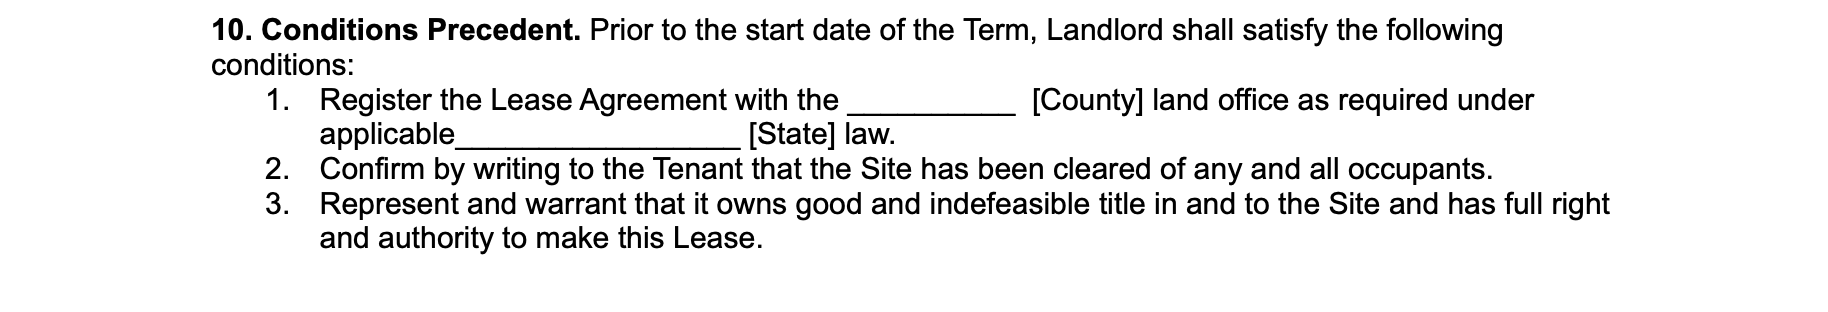 10. Conditions Precedent. Prior to the start date of the Term, Landlord shall satisfy the following
conditions:
1. Register the Lease Agreement with the __________ [County] land office as required under
applicable_________________ [State] law.
2. Confirm by writing to the Tenant that the Site has been cleared of any and all occupants.
3. Represent and warrant that it owns good and indefeasible title in and to the Site and has full right
and authority to make this Lease.